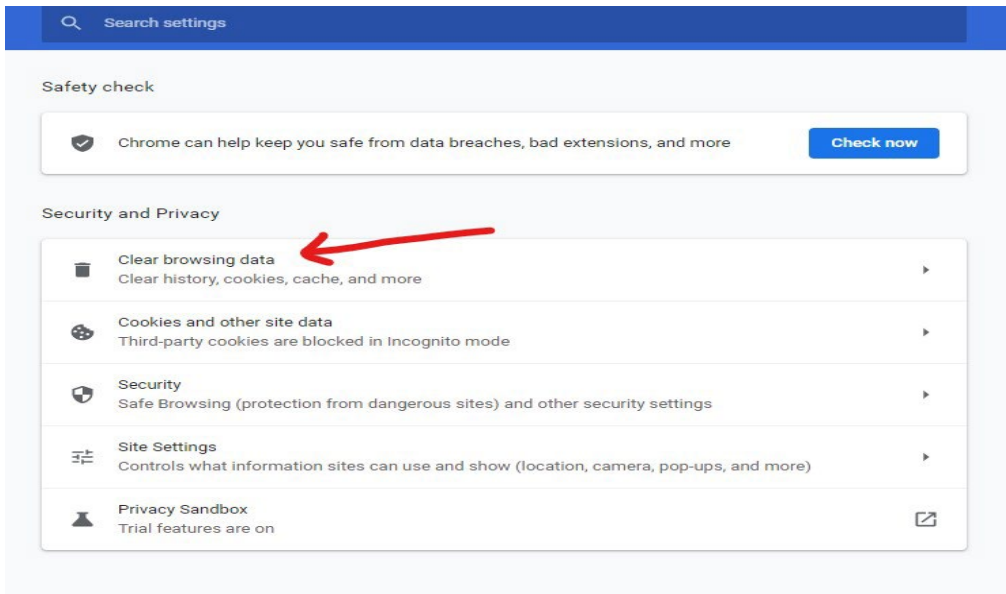 Search settings
Safety check
Chrome can help keep you safe from data breaches, bad extensions, and more
Check now
Security and Privacy
Clear browsing data
Clear history, cookies, cache, and more
Cookies and other site data
Third-party cookies are blocked in Incognito mode
Security
Safe Browsing (protection from dangerous sites) and other security settings
Site Settings
Controls what information sites can use and show (location, camera, pop-ups, and more)
Privacy Sandbox
Trial features are on